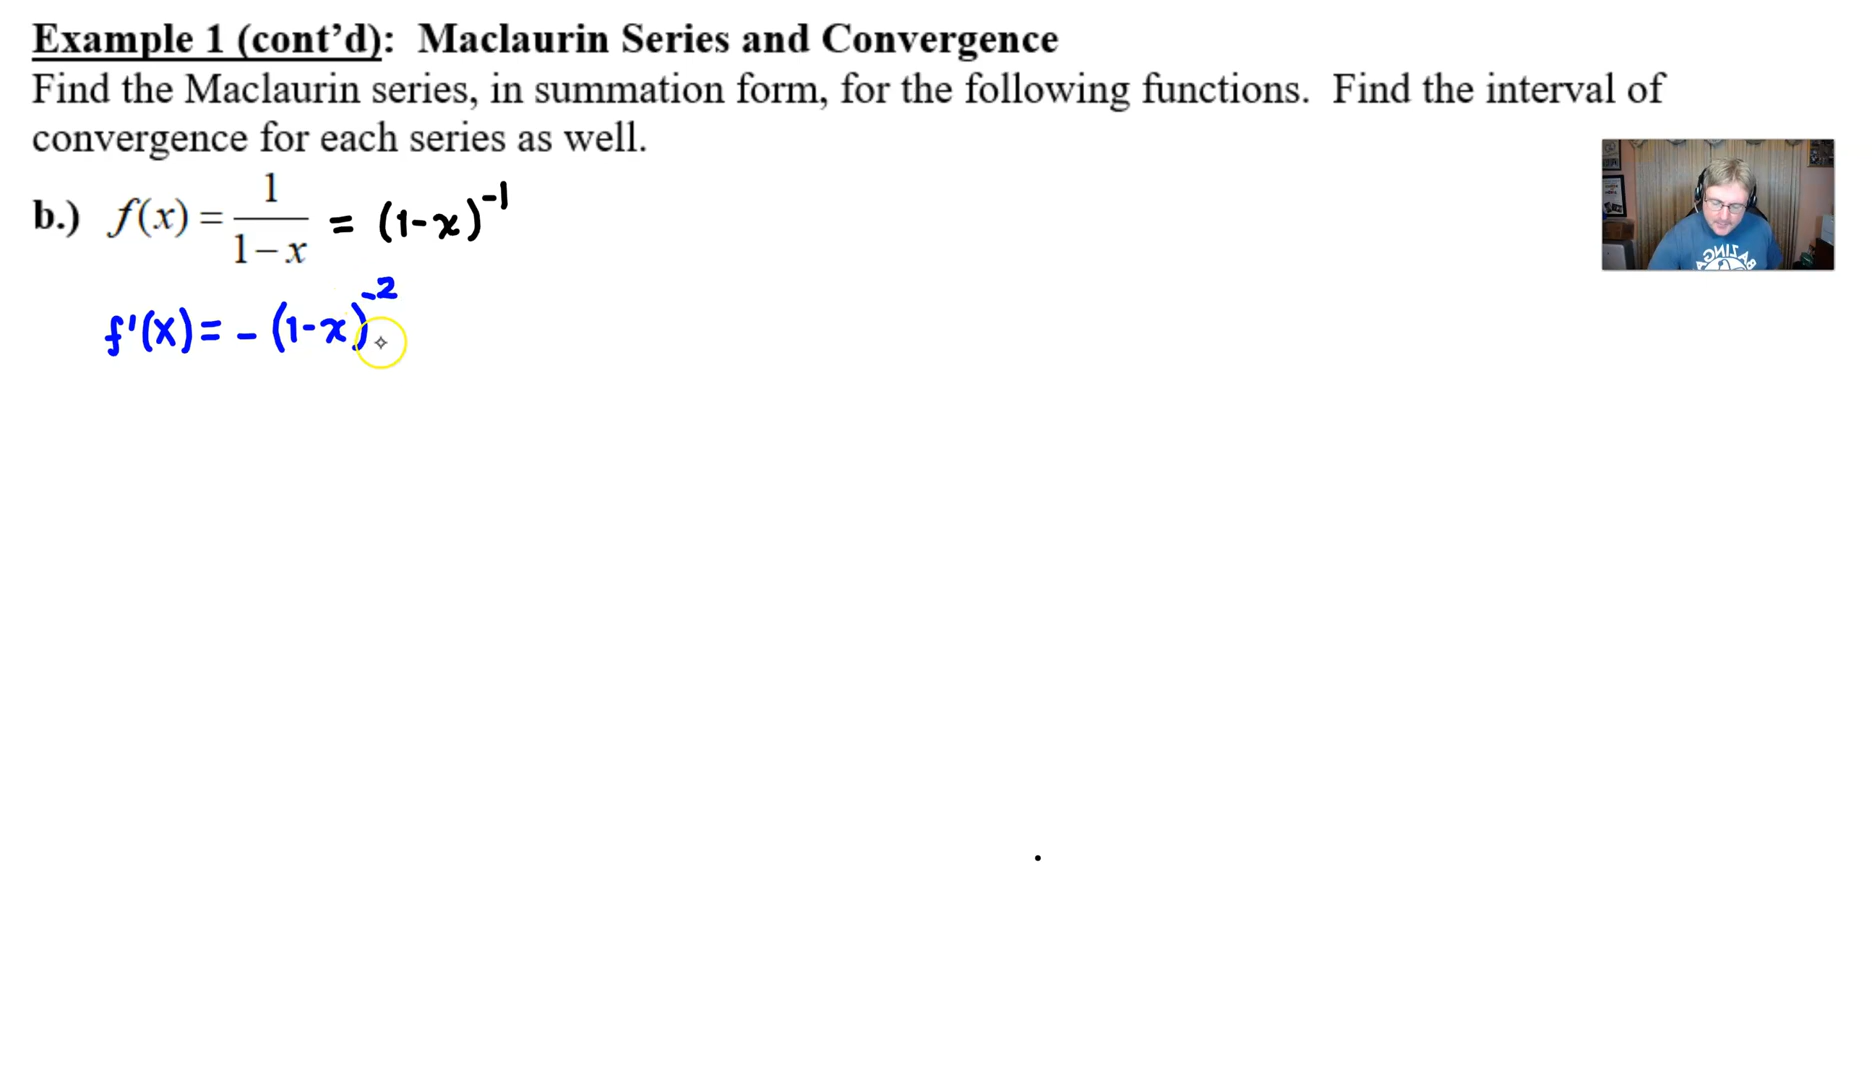 Example 1 (cont’d): Maclaurin Series and Convergence
Find the Maclaurin series, in summation form, for the following functions. Find the interval of
convergence for each series as well.
b.) f(x) = 1/(1−x) = (1-x)^-1
f'(x) = -(1-x)^-2